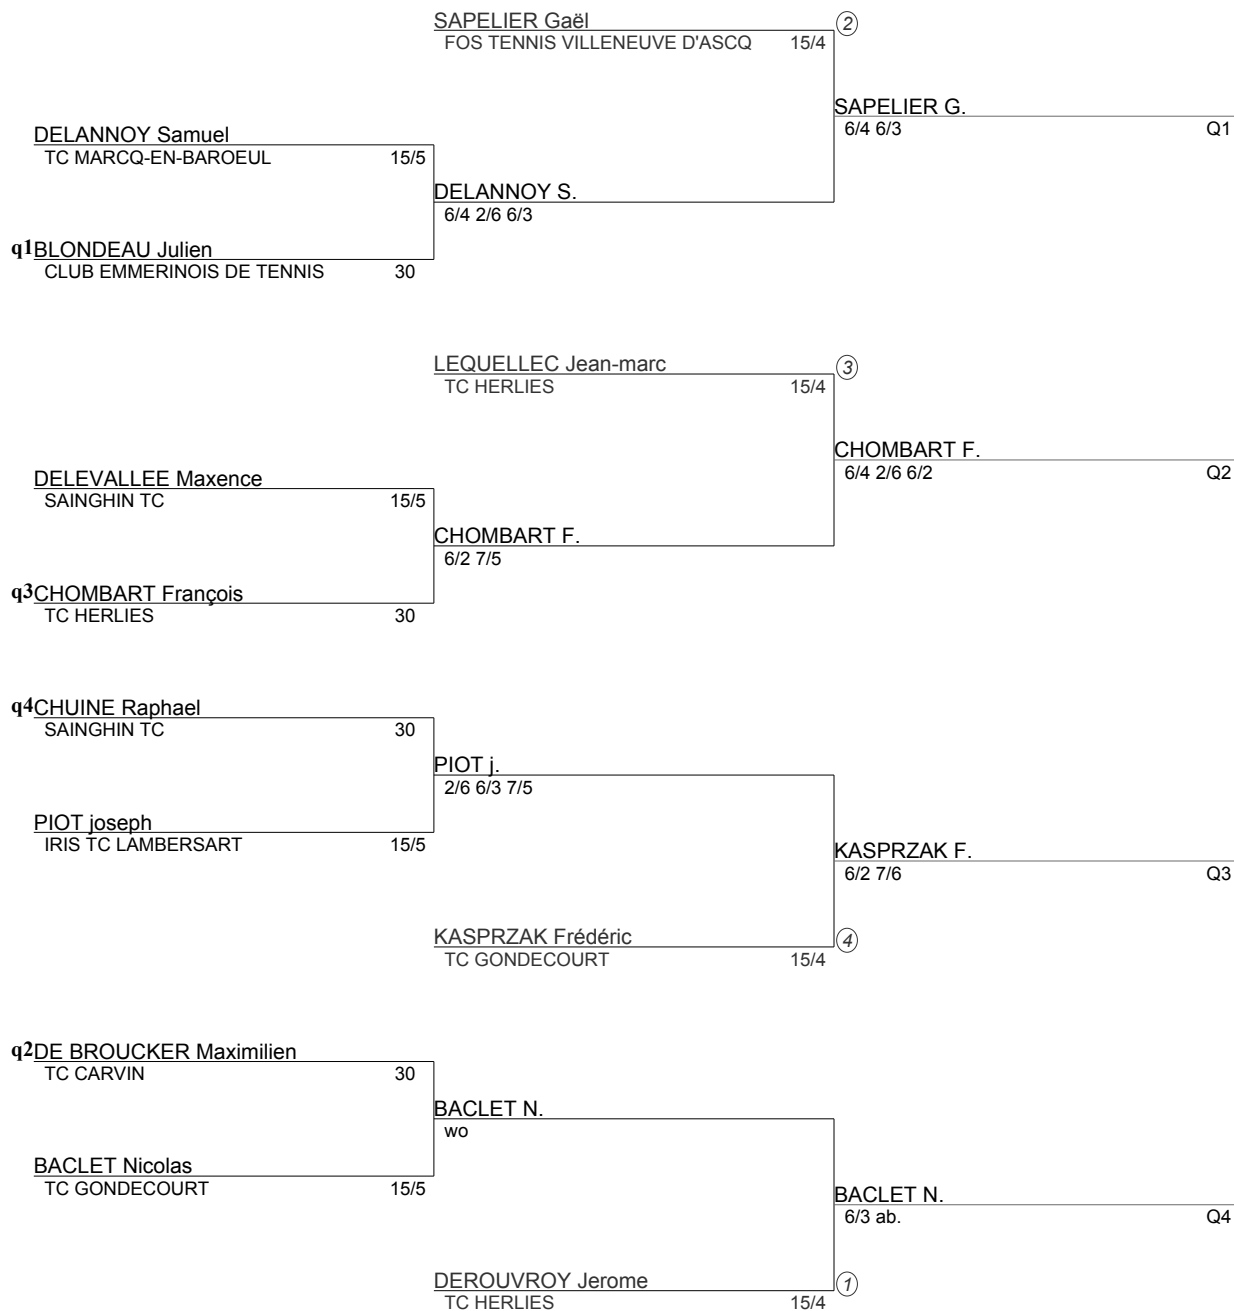 SAPELIER Gaël ②
FOS TENNIS VILLENEUVE D'ASCQ 15/4
SAPELIER G.
6/4 6/3 Q1
DELANNOY Samuel
TC MARCQ-EN-BAROEUL 15/5
DELANNOY S.
6/4 2/6 6/3
q1 BLONDEAU Julien
CLUB EMMERINOIS DE TENNIS 30
LEQUELLEC Jean-marc ③
TC HERLIES 15/4
CHOMBART F.
6/4 2/6 6/2 Q2
DELEVALLEE Maxence
SAINGHIN TC 15/5
CHOMBART F.
6/2 7/5
q3 CHOMBART François
TC HERLIES 30
q4 CHUINE Raphael
SAINGHIN TC 30
PIOT j.
2/6 6/3 7/5
PIOT joseph
IRIS TC LAMBERSART 15/5
KASPRZAK F.
6/2 7/6 Q3
KASPRZAK Frédéric ④
TC GONDECOURT 15/4
q2 DE BROUCKER Maximilien
TC CARVIN 30
BACLET N.
wo
BACLET Nicolas
TC GONDECOURT 15/5
BACLET N.
6/3 ab. Q4
DEROUVROY Jerome ①
TC HERLIES 15/4